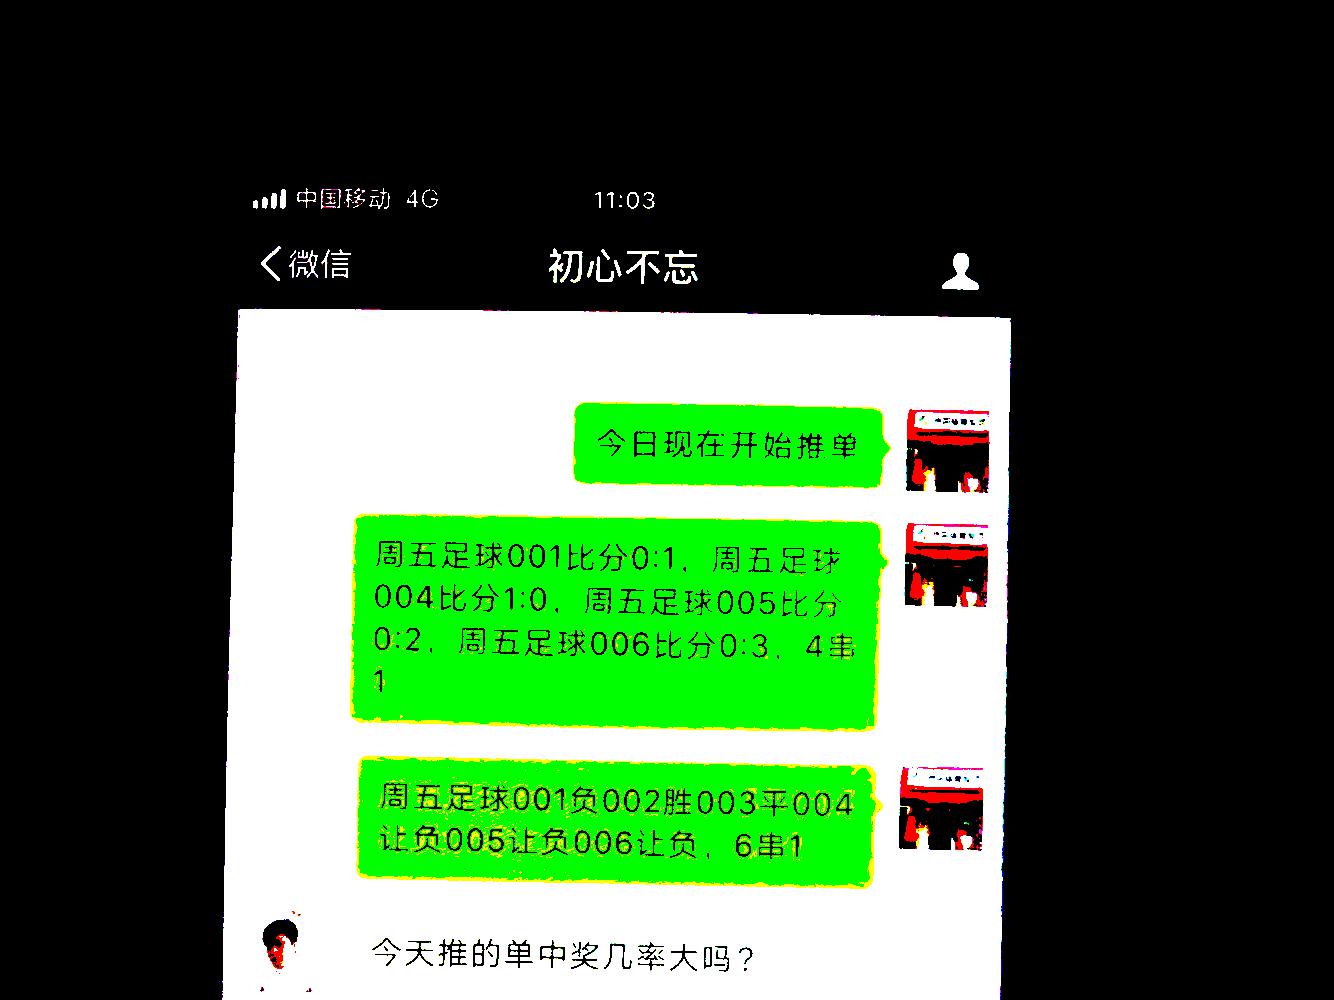 中国移动 4G 11:03
微信 初心不忘
今日现在开始推单
周五足球001比分0:1, 周五足球
004比分1:0, 周五足球005比分
0:2, 周五足球006比分0:3, 4串
1
周五足球001负002胜003平004
让负005让负006让负, 6串1
今天推的单中奖几率大吗?